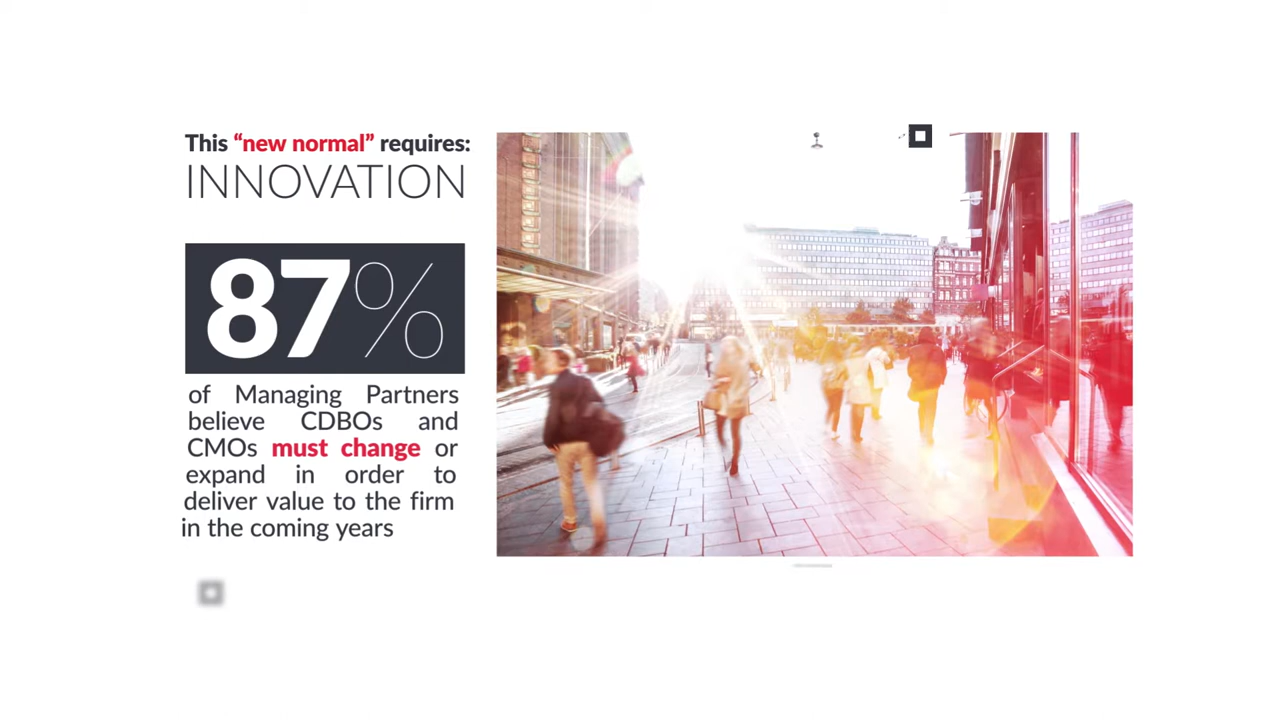 This “new normal” requires:
INNOVATION
87%
of Managing Partners
believe CDBOs and
CMOs must change or
expand in order to
deliver value to the firm
in the coming years